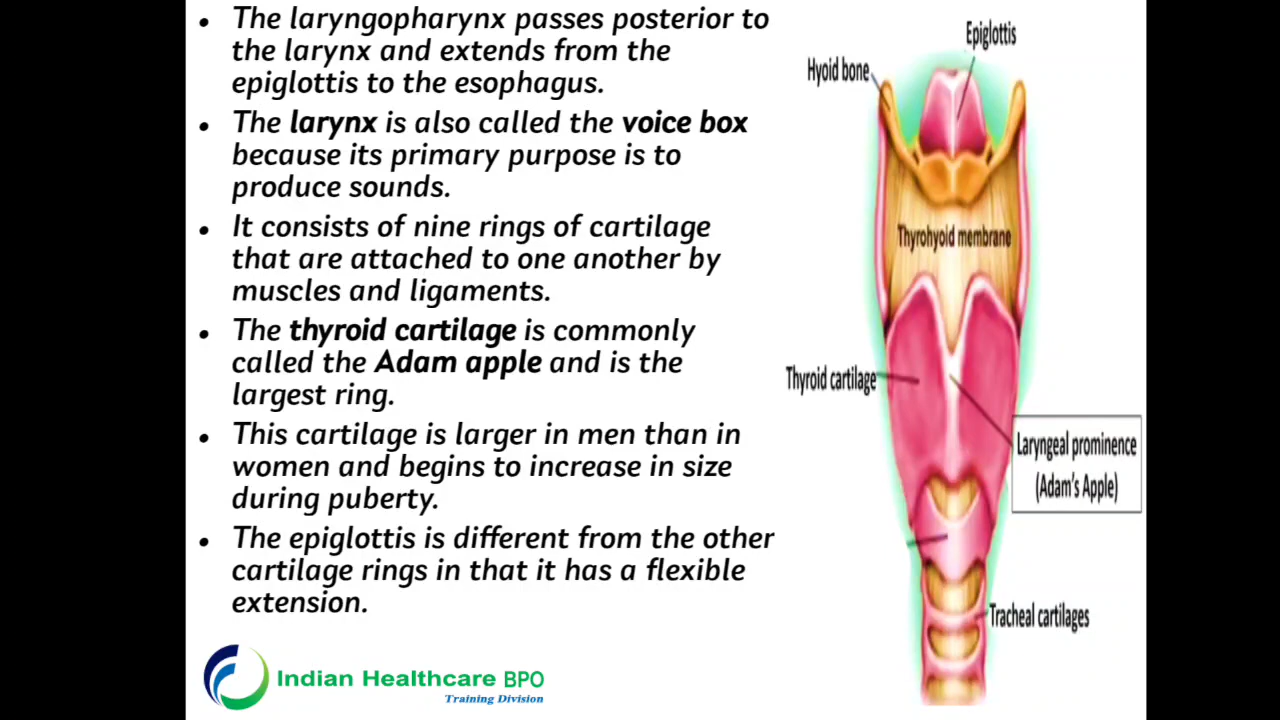 • The laryngopharynx passes posterior to
the larynx and extends from the
epiglottis to the esophagus.
• The larynx is also called the voice box
because its primary purpose is to
produce sounds.
• It consists of nine rings of cartilage
that are attached to one another by
muscles and ligaments.
• The thyroid cartilage is commonly
called the Adam apple and is the
largest ring.
• This cartilage is larger in men than in
women and begins to increase in size
during puberty.
• The epiglottis is different from the other
cartilage rings in that it has a flexible
extension.
Epiglottis
Hyoid bone
Thyrohyoid membrane
Thyroid cartilage
Laryngeal prominence
(Adam's Apple)
Tracheal cartilages
Indian Healthcare BPO
Training Division